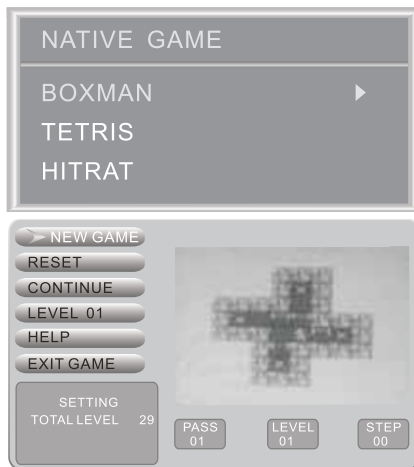 NATIVE GAME
BOXMAN
TETRIS
HITRAT
NEW GAME
RESET
CONTINUE
LEVEL 01
HELP
EXIT GAME
SETTING
TOTAL LEVEL 29
PASS
01
LEVEL
01
STEP
00